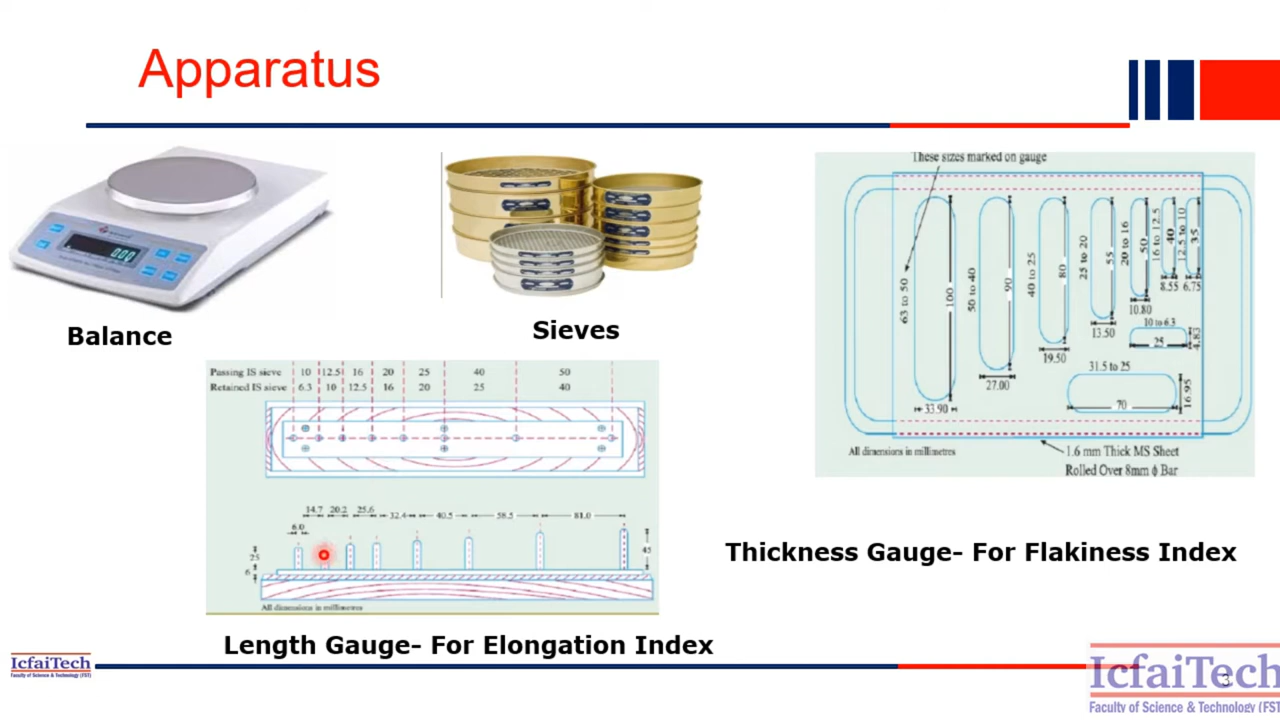 Apparatus
Balance
Sieves
These sizes marked on gauge
63 to 50
100
33.90
50 to 40
90
27.00
40 to 25
80
19.50
25 to 20
55
13.50
20 to 16
50
10.80
16 to 12.5
40
8.55
12.5 to 10
35
6.75
10 to 6.3
25
4.83
31.5 to 25
70
16.95
All dimensions in millimetres
1.6 mm Thick MS Sheet
Rolled Over 8mm ϕ Bar
Thickness Gauge- For Flakiness Index
Passing IS sieve 10 12.5 16 20 25 40 50
Retained IS sieve 6.3 10 12.5 16 20 25 40
14.7 20.2 25.6 32.4 40.5 58.5 81.0
6.0
25
6
45
All dimensions in millimetres
Length Gauge- For Elongation Index
IcfaiTech
Faculty of Science & Technology (FST)
3
IcfaiTech
Faculty of Science & Technology (FST